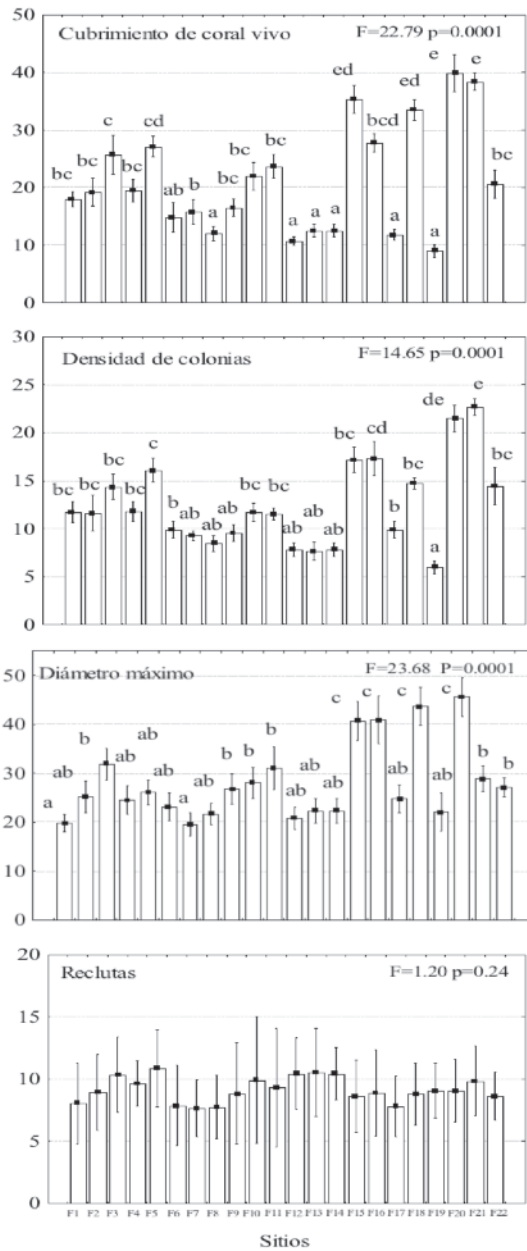 50
Cubrimiento de coral vivo F=22.79 p=0.0001
40
30
20
10
0
bc bc c bc cd ab b a bc bc bc a a a ed bcd a ed a e e bc
30
Densidad de colonias F=14.65 p=0.0001
25
20
15
10
5
0
bc bc bc bc c b ab ab ab bc bc ab ab ab bc cd b bc a de e bc
Diámetro máximo F=23.68 P=0.0001
50
40
30
20
10
0
a ab b ab ab ab a ab b b b ab ab ab c c ab c ab c b b
20
Reclutas F=1.20 p=0.24
15
10
5
0
F1 F2 F3 F4 F5 F6 F7 F8 F9 F10 F11 F12 F13 F14 F15 F16 F17 F18 F19 F20 F21 F22
Sitios